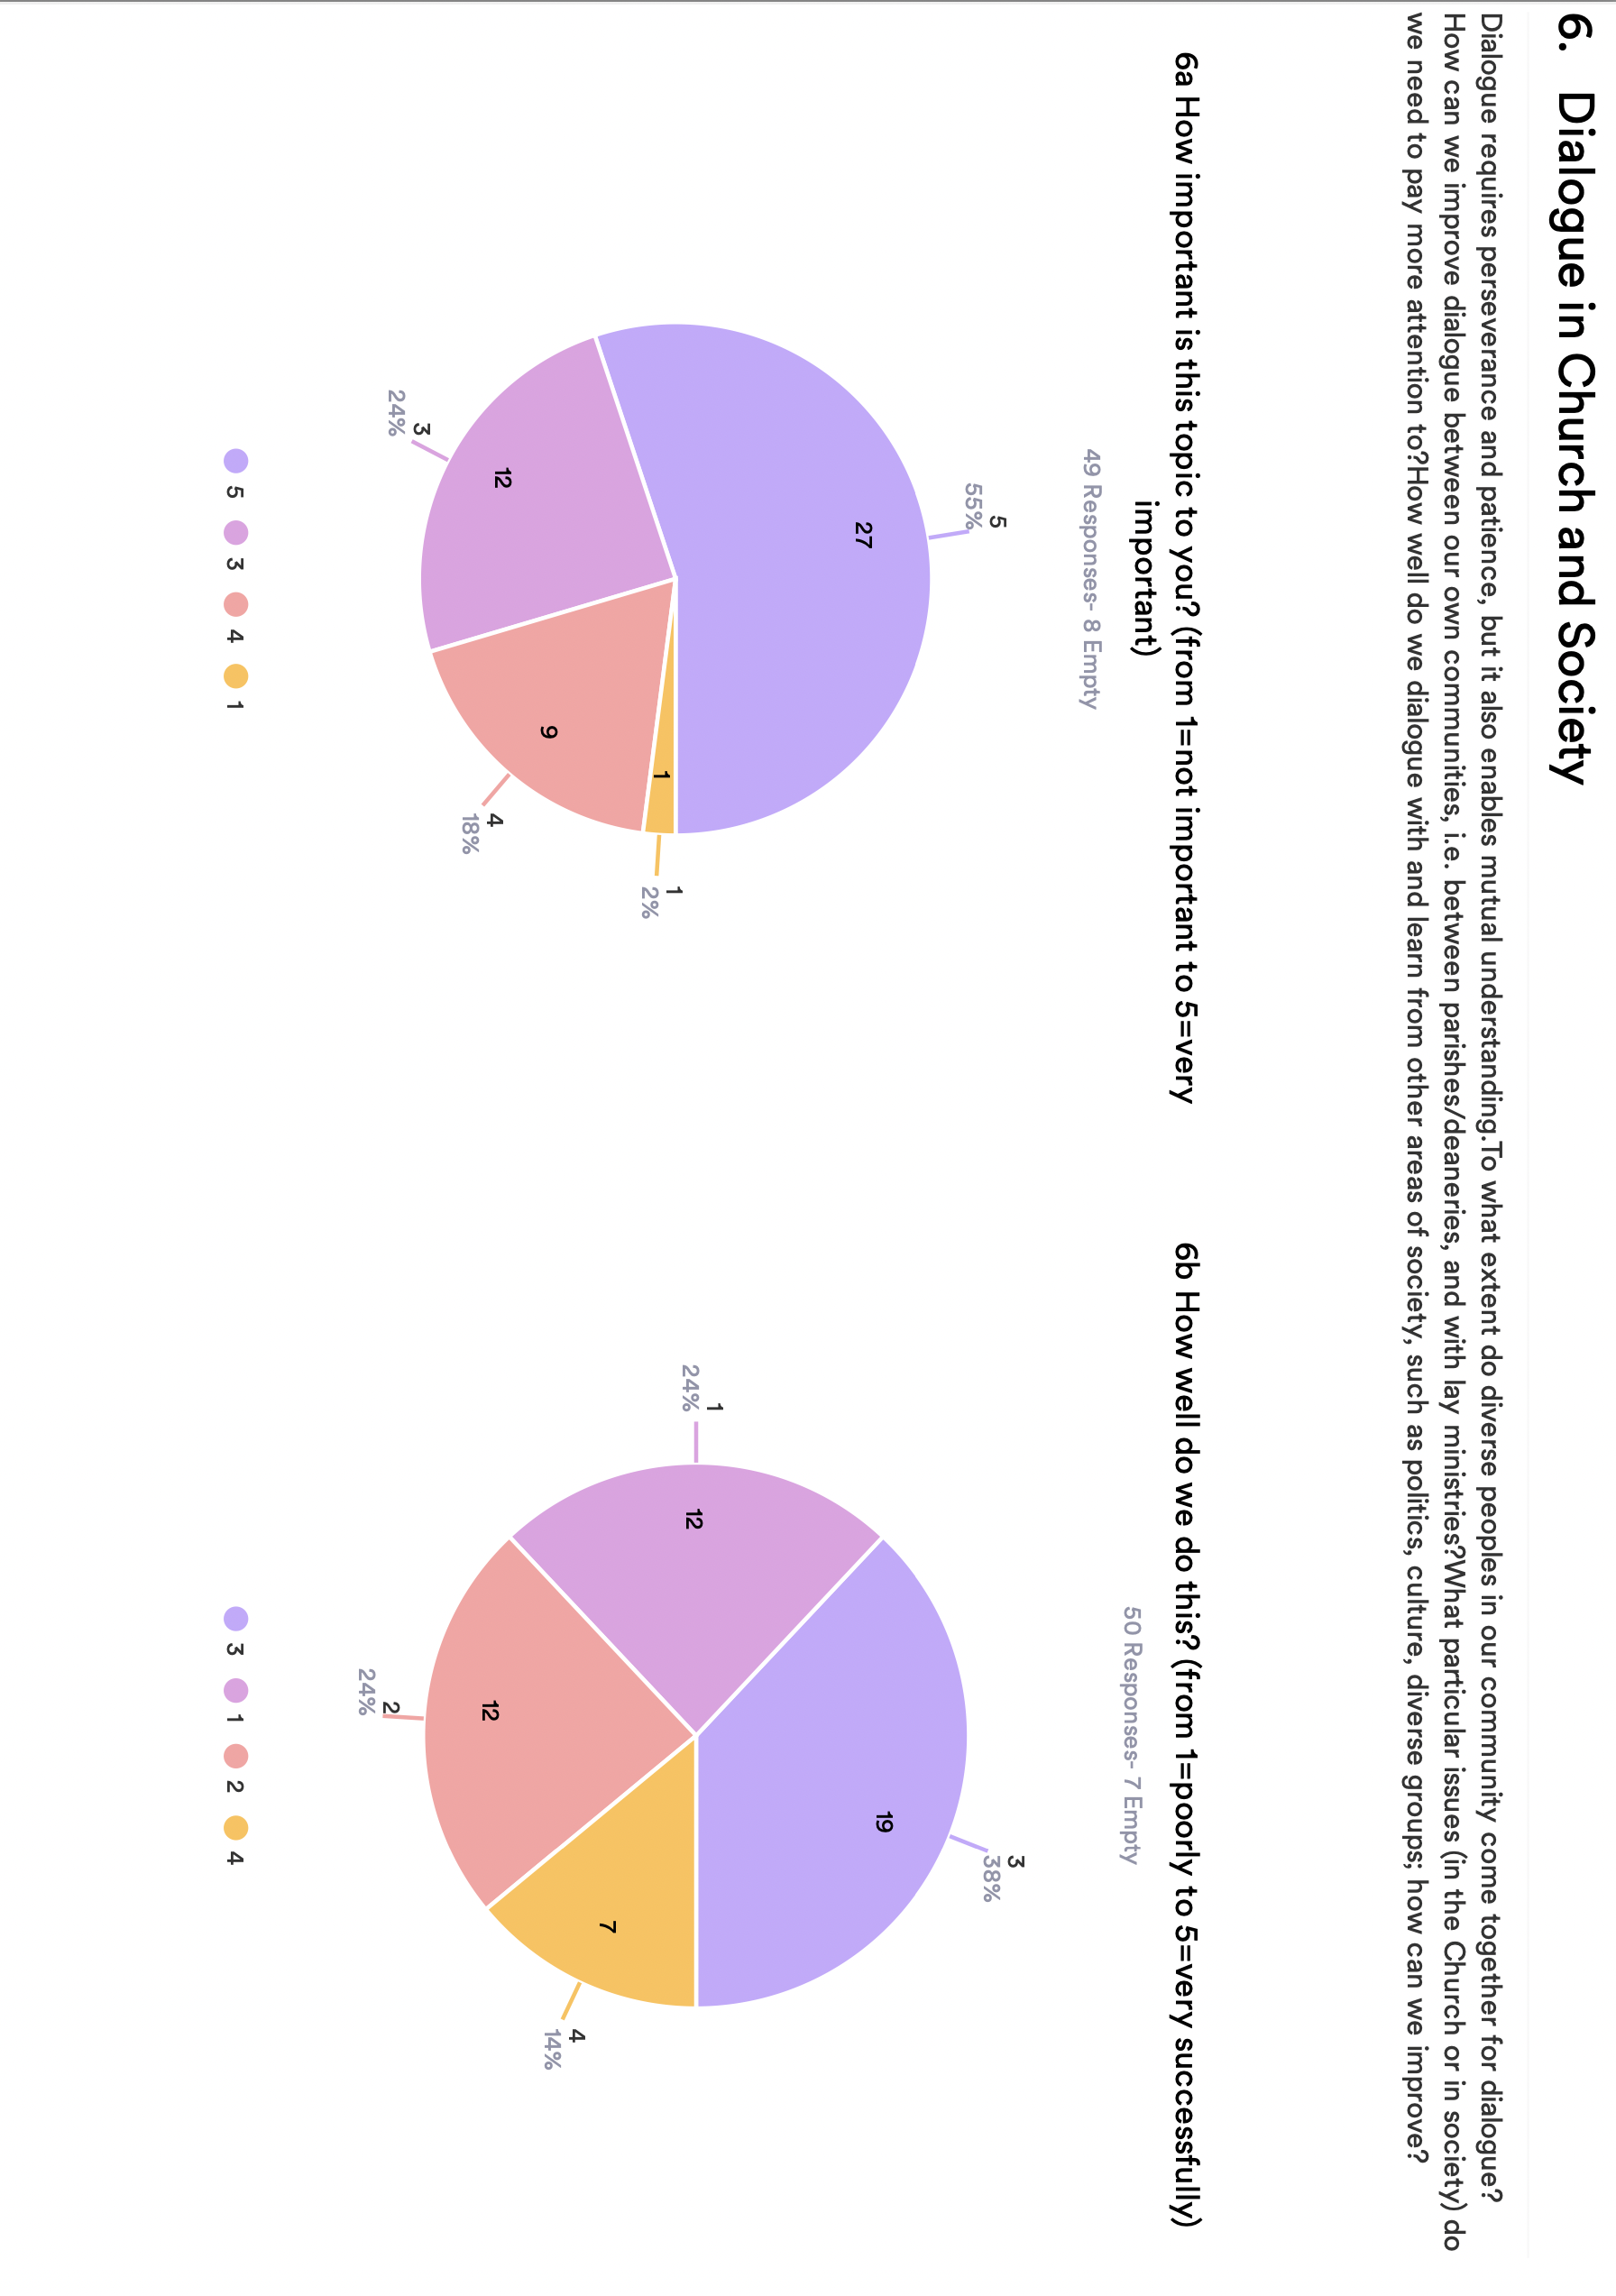 6. Dialogue in Church and Society
Dialogue requires perseverance and patience, but it also enables mutual understanding.To what extent do diverse peoples in our community come together for dialogue?
How can we improve dialogue between our own communities, i.e. between parishes/deaneries, and with lay ministries?What particular issues (in the Church or in society) do
we need to pay more attention to?How well do we dialogue with and learn from other areas of society, such as politics, culture, diverse groups; how can we improve?
6a How important is this topic to you? (from 1=not important to 5=very
important)
49 Responses- 8 Empty
5
55%
27
3
24%
12
9
4
18%
1
1
2%
5 3 4 1
6b How well do we do this? (from 1=poorly to 5=very successfully)
50 Responses- 7 Empty
3
38%
19
1
24%
12
2
24%
12
7
4
14%
3 1 2 4